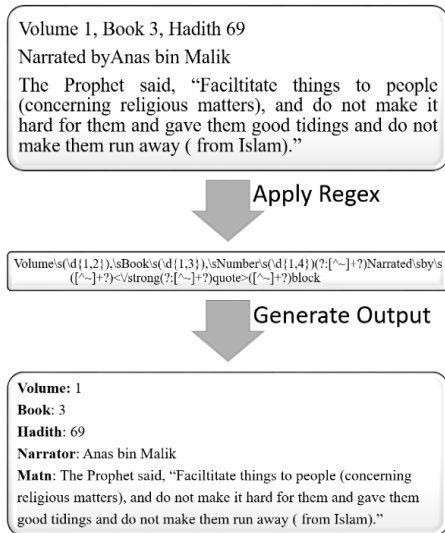 Volume 1, Book 3, Hadith 69
Narrated byAnas bin Malik
The Prophet said, “Faciltitate things to people
(concerning religious matters), and do not make it
hard for them and gave them good tidings and do not
make them run away ( from Islam).”
Apply Regex
Volume\s(\d{1,2}),\sBook\s(\d{1,3}),\sNumber\s(\d{1,4})(?:[^~]+?)Narrated\sby\s
([^~]+?)<\/strong(?:[^~]+?)quote>([^~]+?)block
Generate Output
Volume: 1
Book: 3
Hadith: 69
Narrator: Anas bin Malik
Matn: The Prophet said, “Faciltitate things to people (concerning
religious matters), and do not make it hard for them and gave them
good tidings and do not make them run away ( from Islam).”